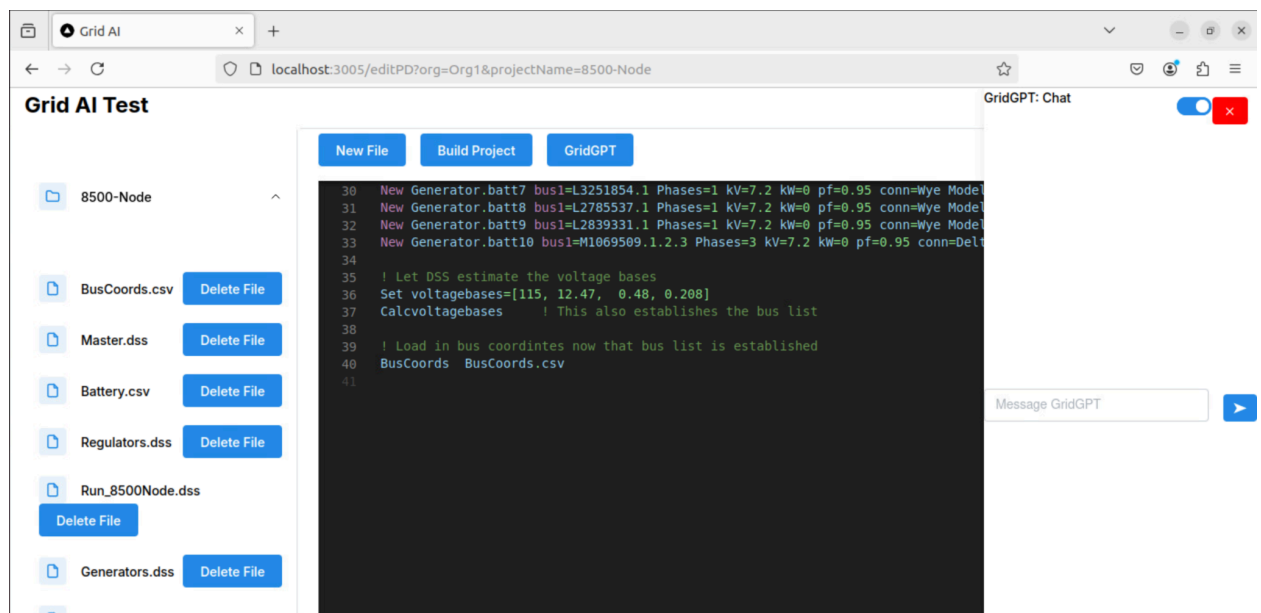 Grid AI
localhost:3005/editPD?org=Org1&projectName=8500-Node
Grid AI Test
8500-Node
BusCoords.csv Delete File
Master.dss Delete File
Battery.csv Delete File
Regulators.dss Delete File
Run_8500Node.dss
Delete File
Generators.dss Delete File
New File Build Project GridGPT
30 New Generator.batt7 bus1=L3251854.1 Phases=1 kV=7.2 kW=0 pf=0.95 conn=Wye Model
31 New Generator.batt8 bus1=L2785537.1 Phases=1 kV=7.2 kW=0 pf=0.95 conn=Wye Model
32 New Generator.batt9 bus1=L2839331.1 Phases=1 kV=7.2 kW=0 pf=0.95 conn=Wye Model
33 New Generator.batt10 bus1=M1069509.1.2.3 Phases=3 kV=7.2 kW=0 pf=0.95 conn=Delt
34
35 ! Let DSS estimate the voltage bases
36 Set voltagebases=[115, 12.47, 0.48, 0.208]
37 Calcvoltagebases ! This also establishes the bus list
38
39 ! Load in bus coordintes now that bus list is established
40 BusCoords BusCoords.csv
41
GridGPT: Chat
Message GridGPT